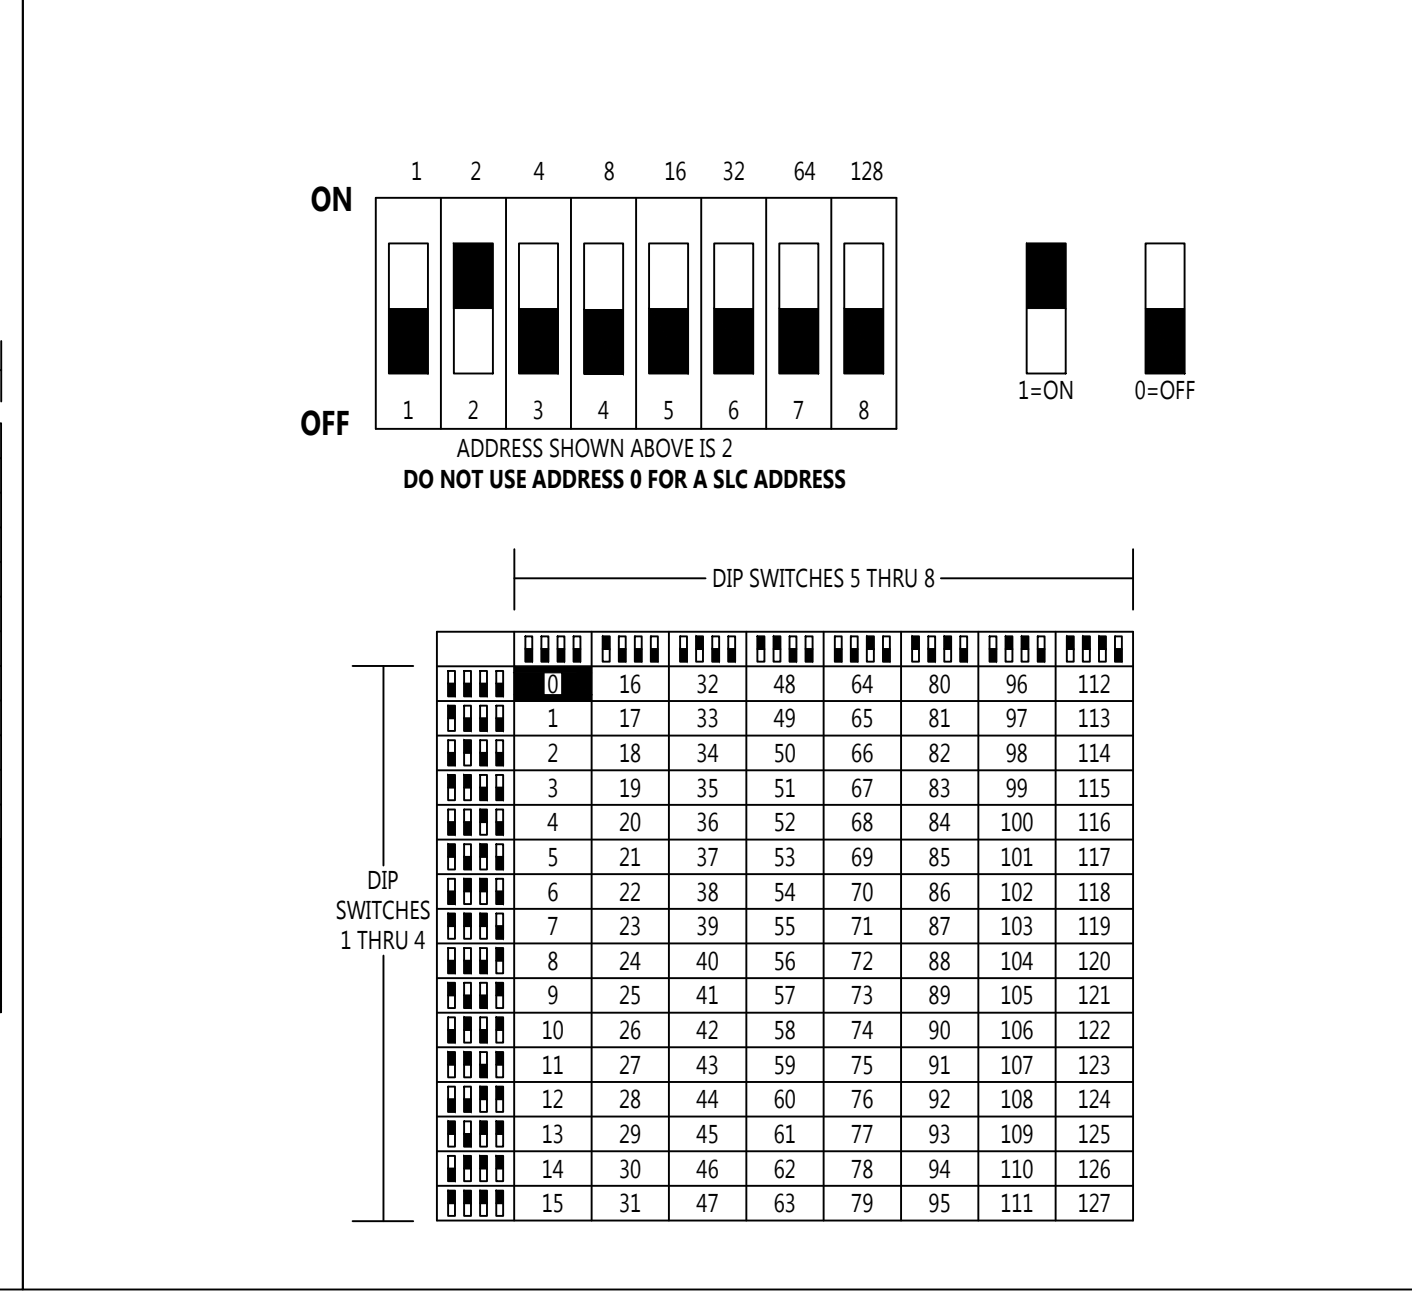 1 2 4 8 16 32 64 128
ON
1 2 3 4 5 6 7 8
OFF
1=ON 0=OFF
ADDRESS SHOWN ABOVE IS 2
DO NOT USE ADDRESS 0 FOR A SLC ADDRESS
DIP SWITCHES 5 THRU 8
DIP
SWITCHES
1 THRU 4
0 16 32 48 64 80 96 112
1 17 33 49 65 81 97 113
2 18 34 50 66 82 98 114
3 19 35 51 67 83 99 115
4 20 36 52 68 84 100 116
5 21 37 53 69 85 101 117
6 22 38 54 70 86 102 118
7 23 39 55 71 87 103 119
8 24 40 56 72 88 104 120
9 25 41 57 73 89 105 121
10 26 42 58 74 90 106 122
11 27 43 59 75 91 107 123
12 28 44 60 76 92 108 124
13 29 45 61 77 93 109 125
14 30 46 62 78 94 110 126
15 31 47 63 79 95 111 127